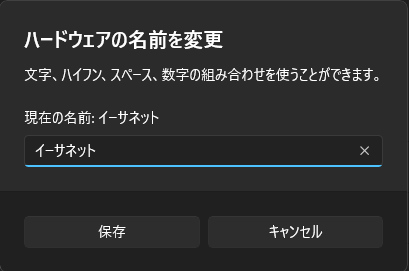 ハードウェアの名前を変更
文字、ハイフン、スペース、数字の組み合わせを使うことができます。
現在の名前: イーサネット
イーサネット
保存
キャンセル